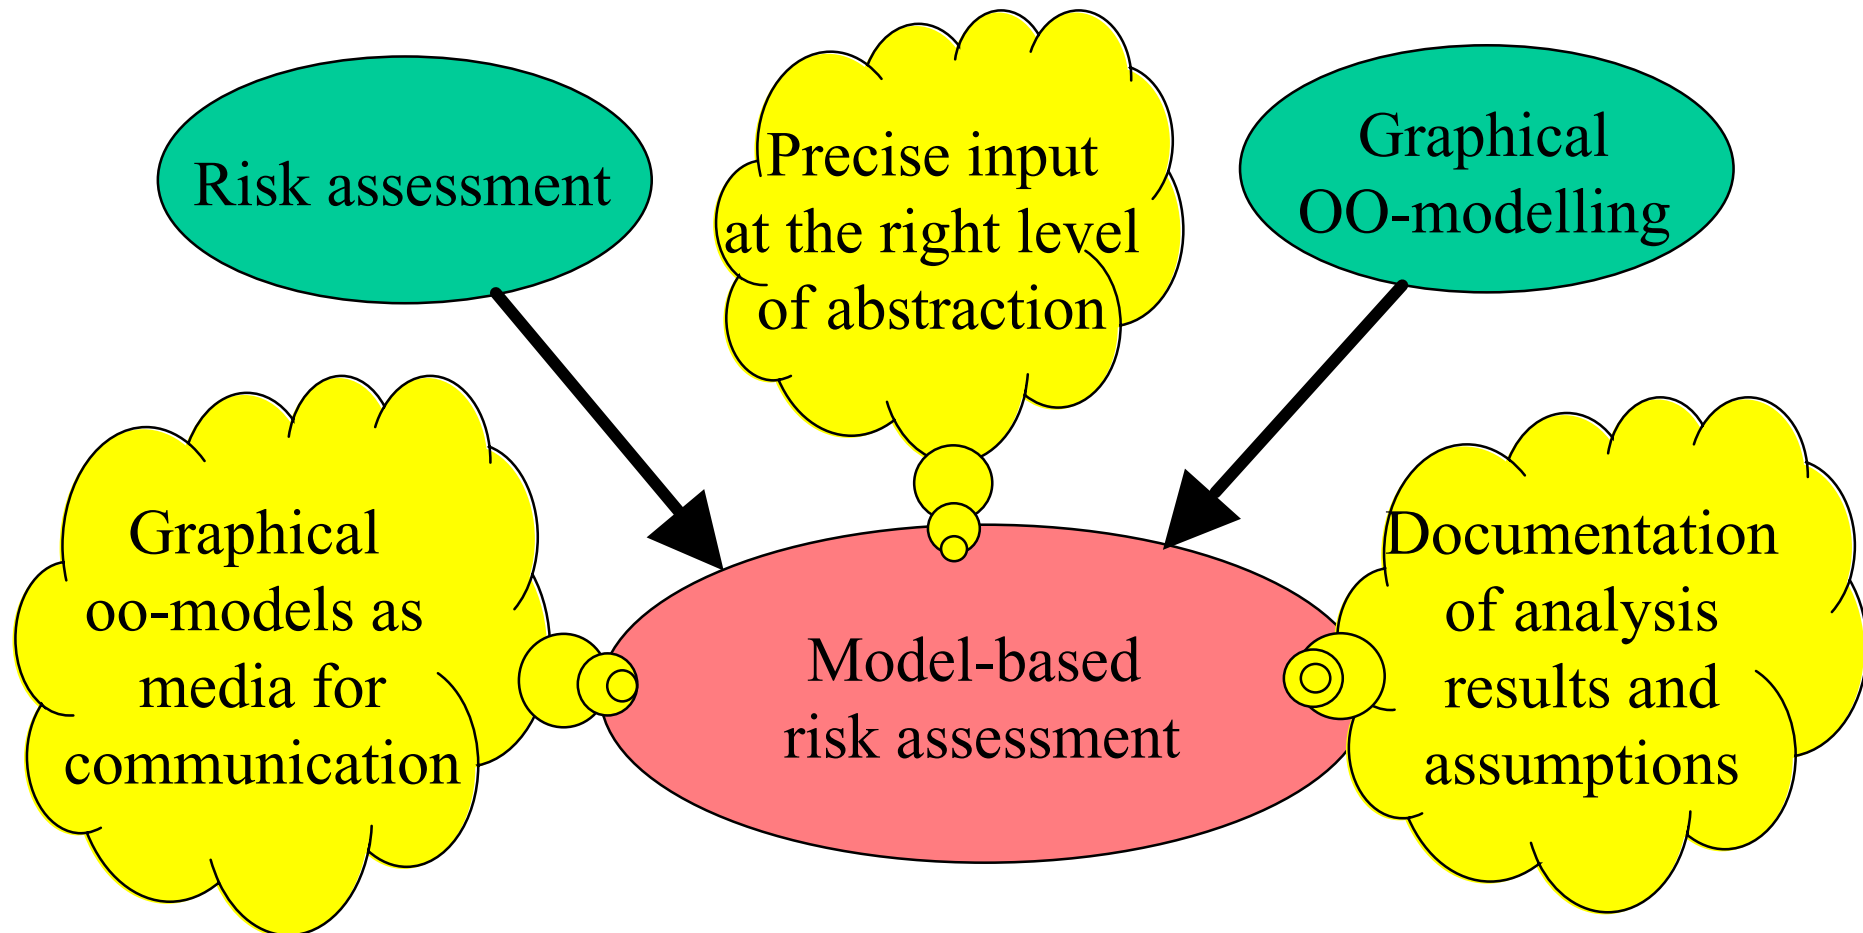 Risk assessment
Precise input
at the right level
of abstraction
Graphical
OO-modelling
Graphical
oo-models as
media for
communication
Model-based
risk assessment
Documentation
of analysis
results and
assumptions